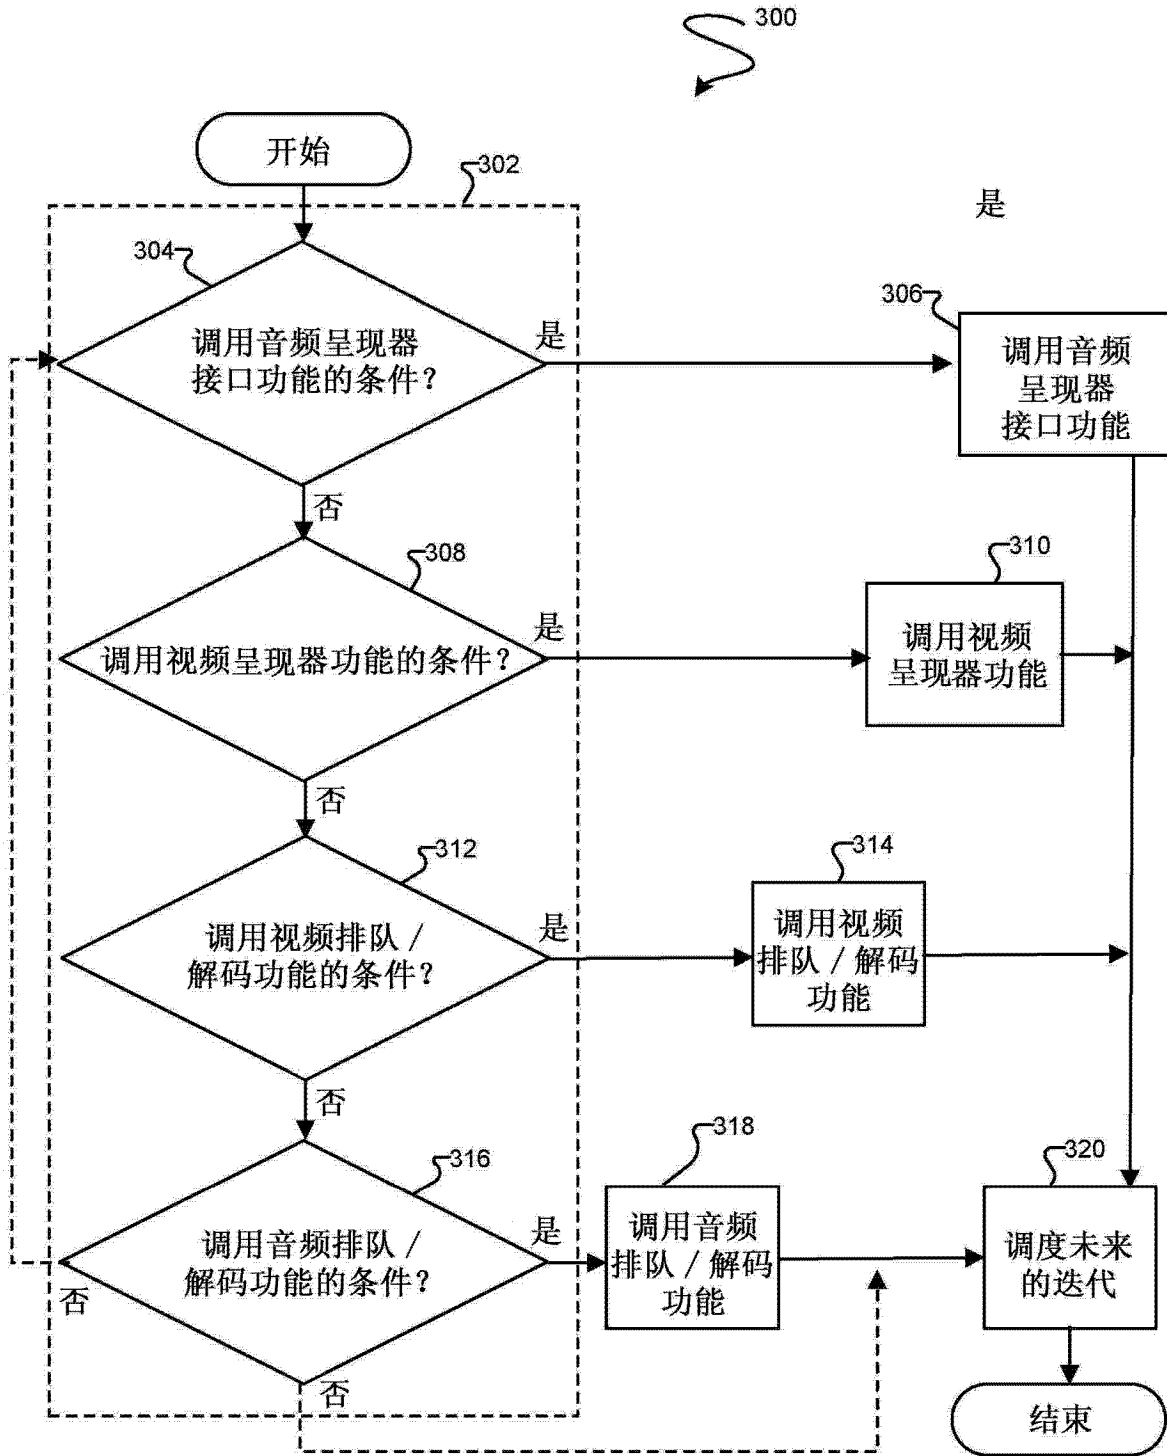 300
开始
302
是
304
306
调用音频呈现器
接口功能的条件?
是
调用音频
呈现器
接口功能
否
308
310
调用视频呈现器功能的条件?
是
调用视频
呈现器功能
否
312
314
调用视频排队/
解码功能的条件?
是
调用视频
排队/解码
功能
否
316
318
320
调用音频排队/
解码功能的条件?
是
调用音频
排队/解码
功能
调度未来
的迭代
否
否
结束